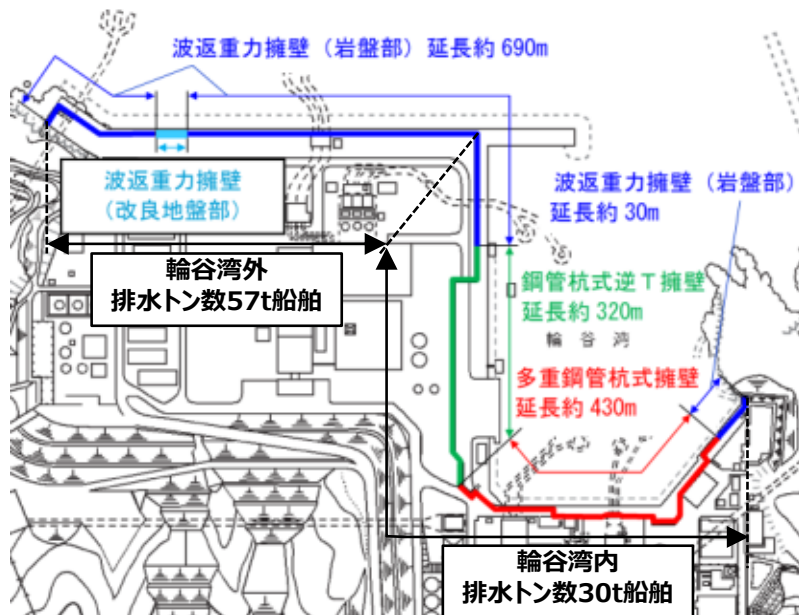 波返重力擁壁（岩盤部）延長約 690m
波返重力擁壁
（改良地盤部）
波返重力擁壁（岩盤部）
延長約 30m
輪谷湾外
排水トン数57t船舶
鋼管杭式逆Ｔ擁壁
延長約 320m
輪 谷 湾
多重鋼管杭式擁壁
延長約 430m
輪谷湾内
排水トン数30t船舶